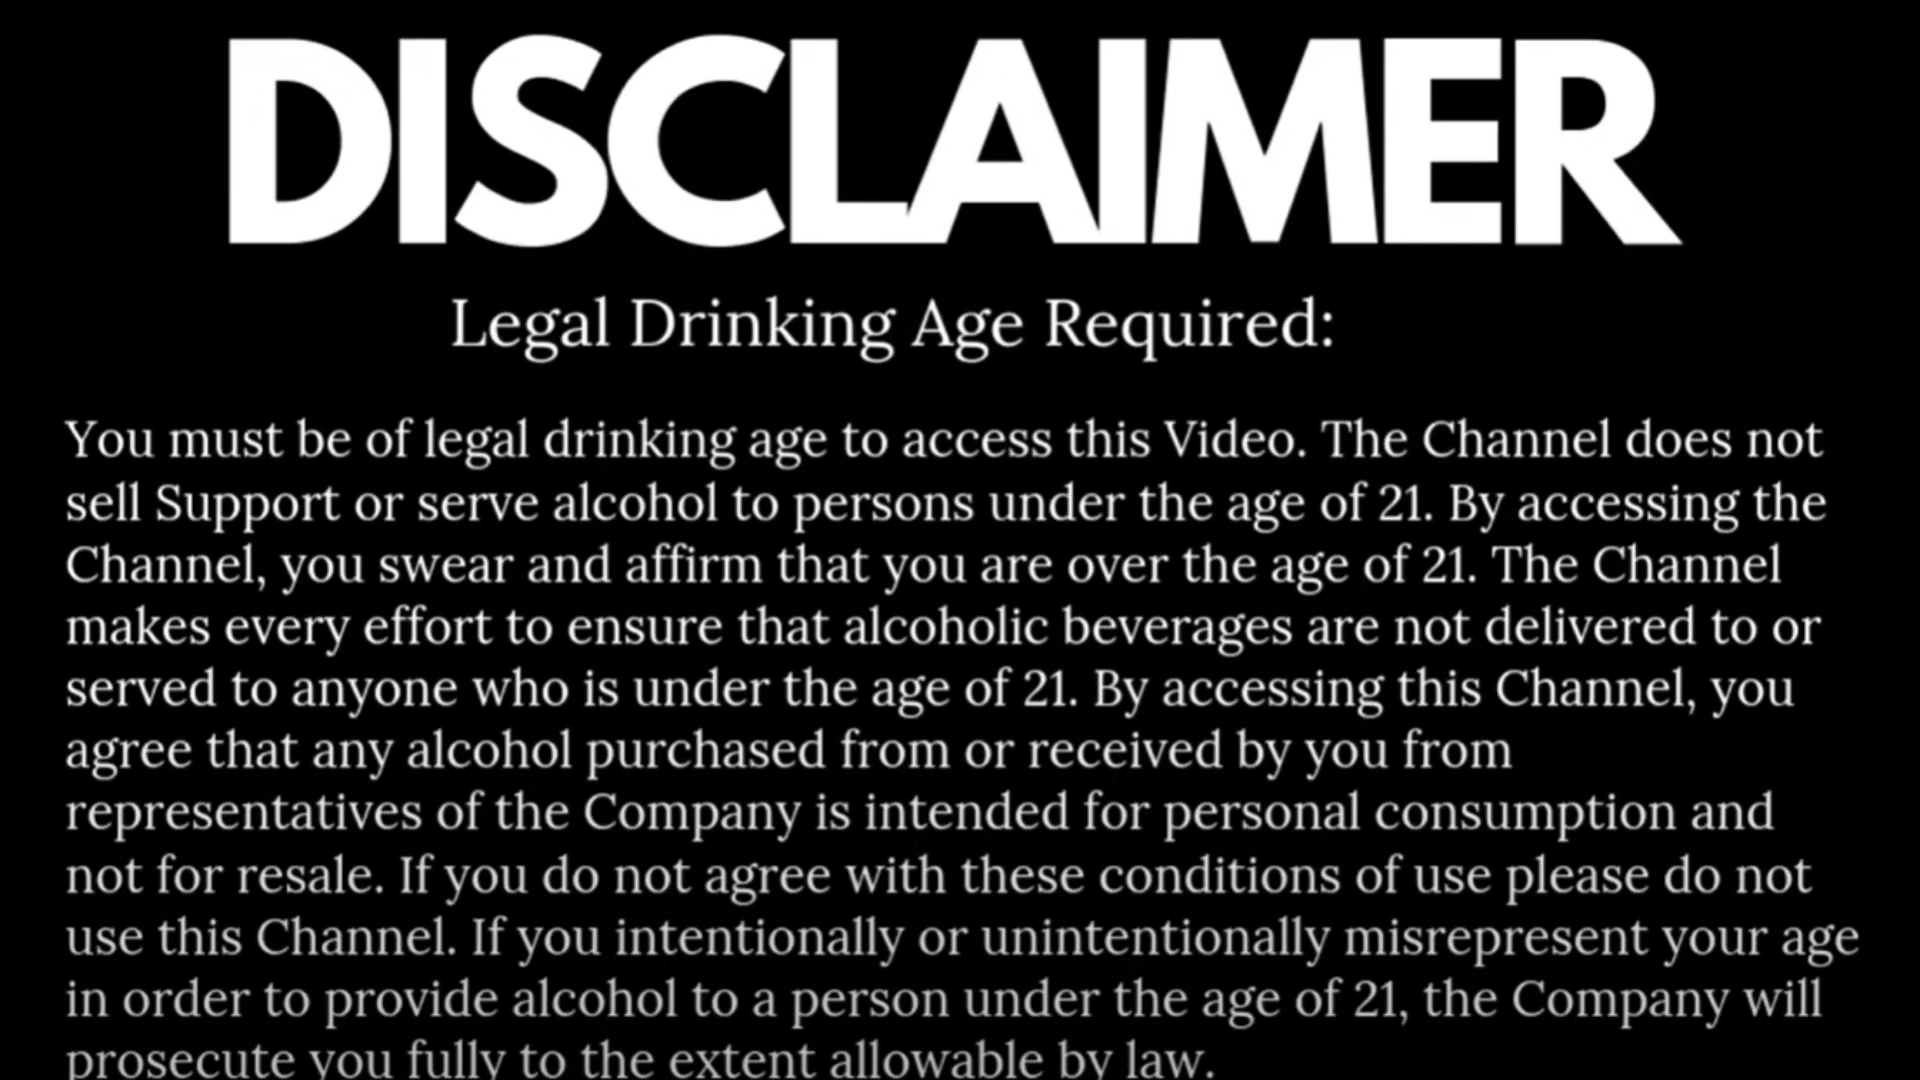 DISCLAIMER
Legal Drinking Age Required:
You must be of legal drinking age to access this Video. The Channel does not
sell Support or serve alcohol to persons under the age of 21. By accessing the
Channel, you swear and affirm that you are over the age of 21. The Channel
makes every effort to ensure that alcoholic beverages are not delivered to or
served to anyone who is under the age of 21. By accessing this Channel, you
agree that any alcohol purchased from or received by you from
representatives of the Company is intended for personal consumption and
not for resale. If you do not agree with these conditions of use please do not
use this Channel. If you intentionally or unintentionally misrepresent your age
in order to provide alcohol to a person under the age of 21, the Company will
prosecute you fully to the extent allowable by law.